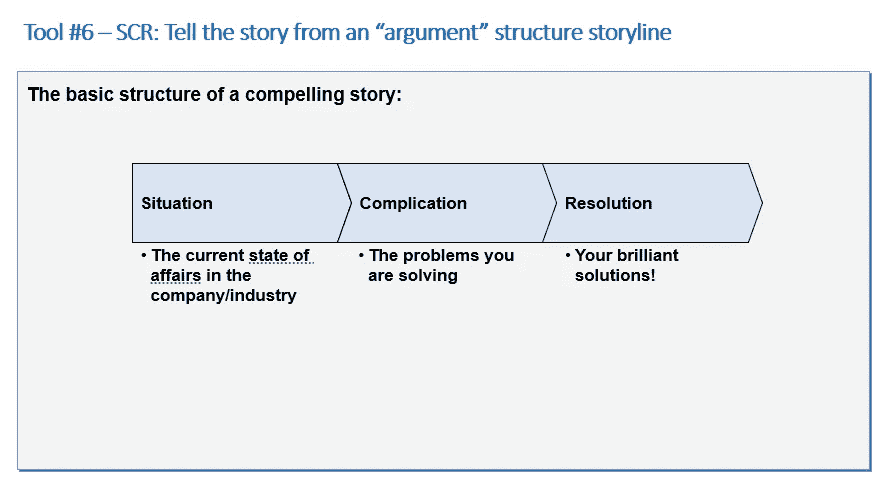 Tool #6 – SCR: Tell the story from an “argument” structure storyline
The basic structure of a compelling story:
Situation
Complication
Resolution
• The current state of
affairs in the
company/industry
• The problems you
are solving
• Your brilliant
solutions!